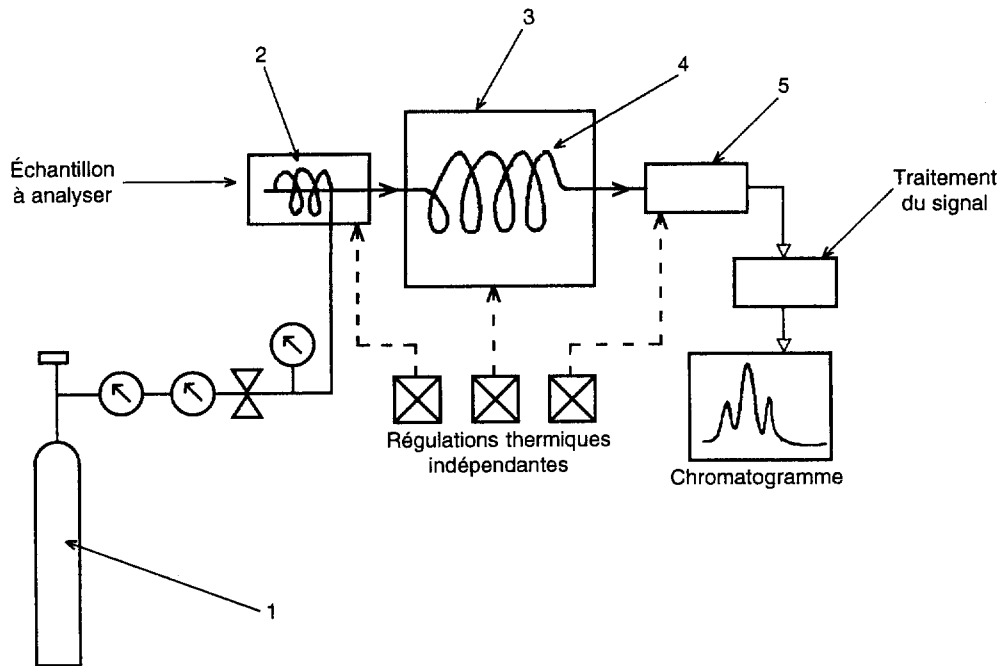 3
2
4
5
Échantillon
à analyser
Traitement
du signal
Régulations thermiques
indépendantes
Chromatogramme
1